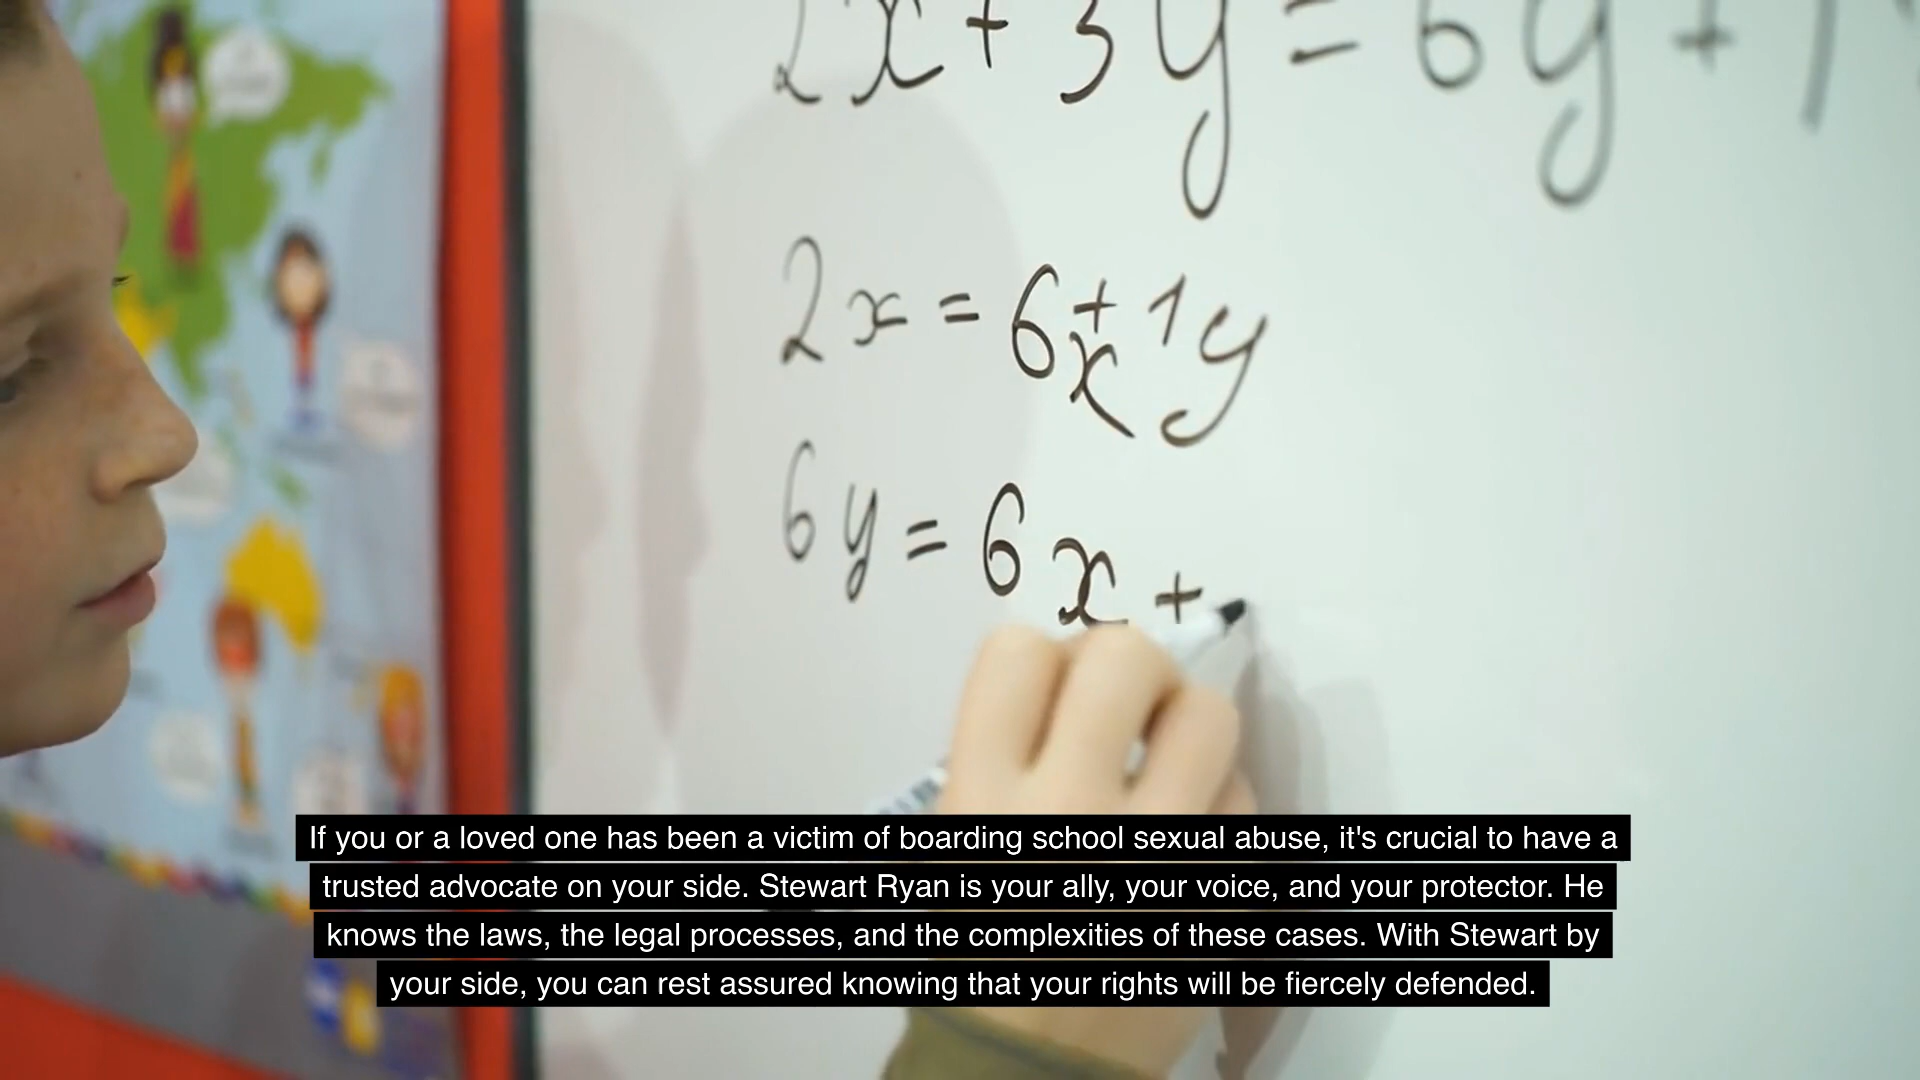 2x + 3y = 6y + 1
2x = 6x + 1y
6y = 6x +
If you or a loved one has been a victim of boarding school sexual abuse, it's crucial to have a
trusted advocate on your side. Stewart Ryan is your ally, your voice, and your protector. He
knows the laws, the legal processes, and the complexities of these cases. With Stewart by
your side, you can rest assured knowing that your rights will be fiercely defended.